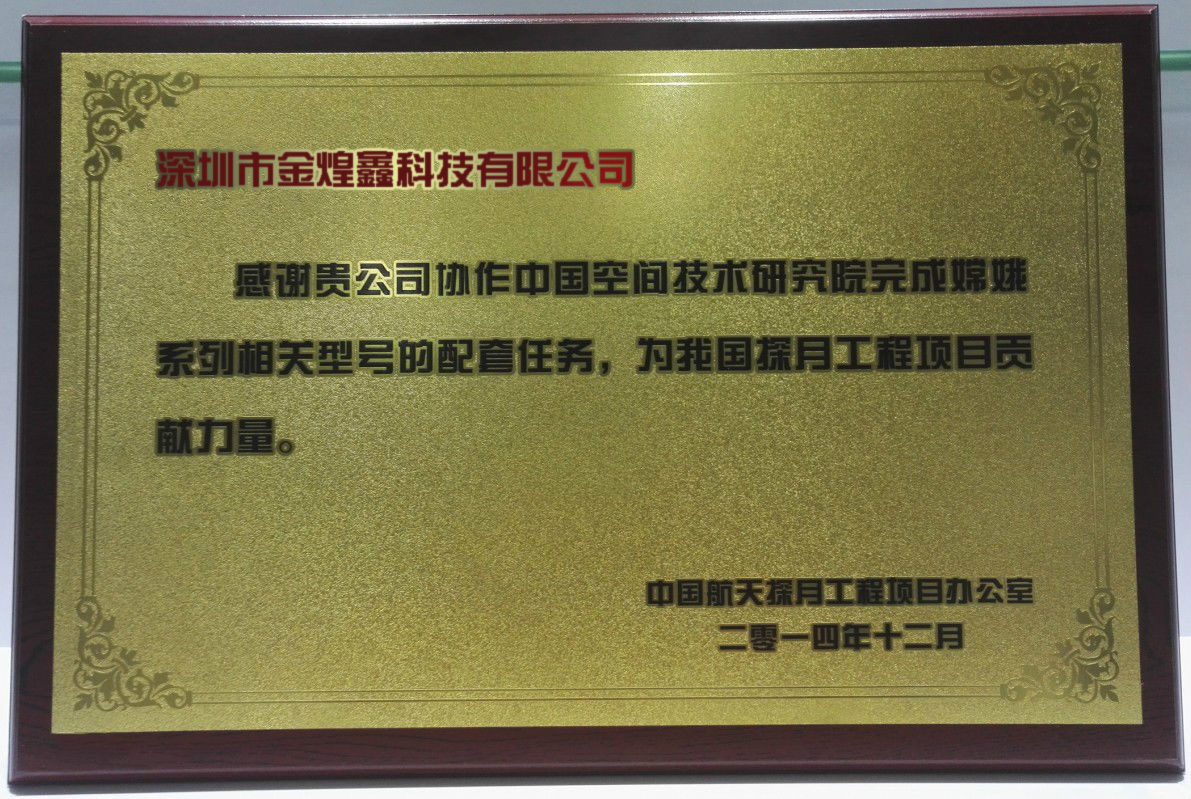 深圳市金煌鑫科技有限公司
感谢贵公司协作中国空间技术研究院完成嫦娥
系列相关型号的配套任务，为我国探月工程项目贡
献力量。
中国航天探月工程项目办公室
二零一四年十二月